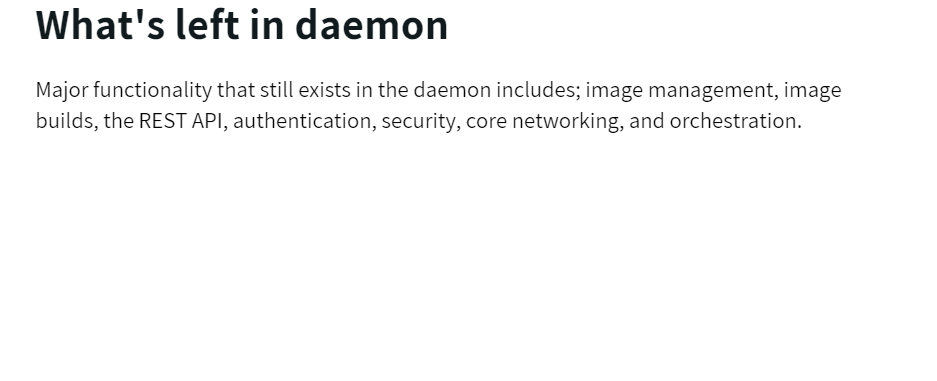 What's left in daemon
Major functionality that still exists in the daemon includes; image management, image
builds, the REST API, authentication, security, core networking, and orchestration.